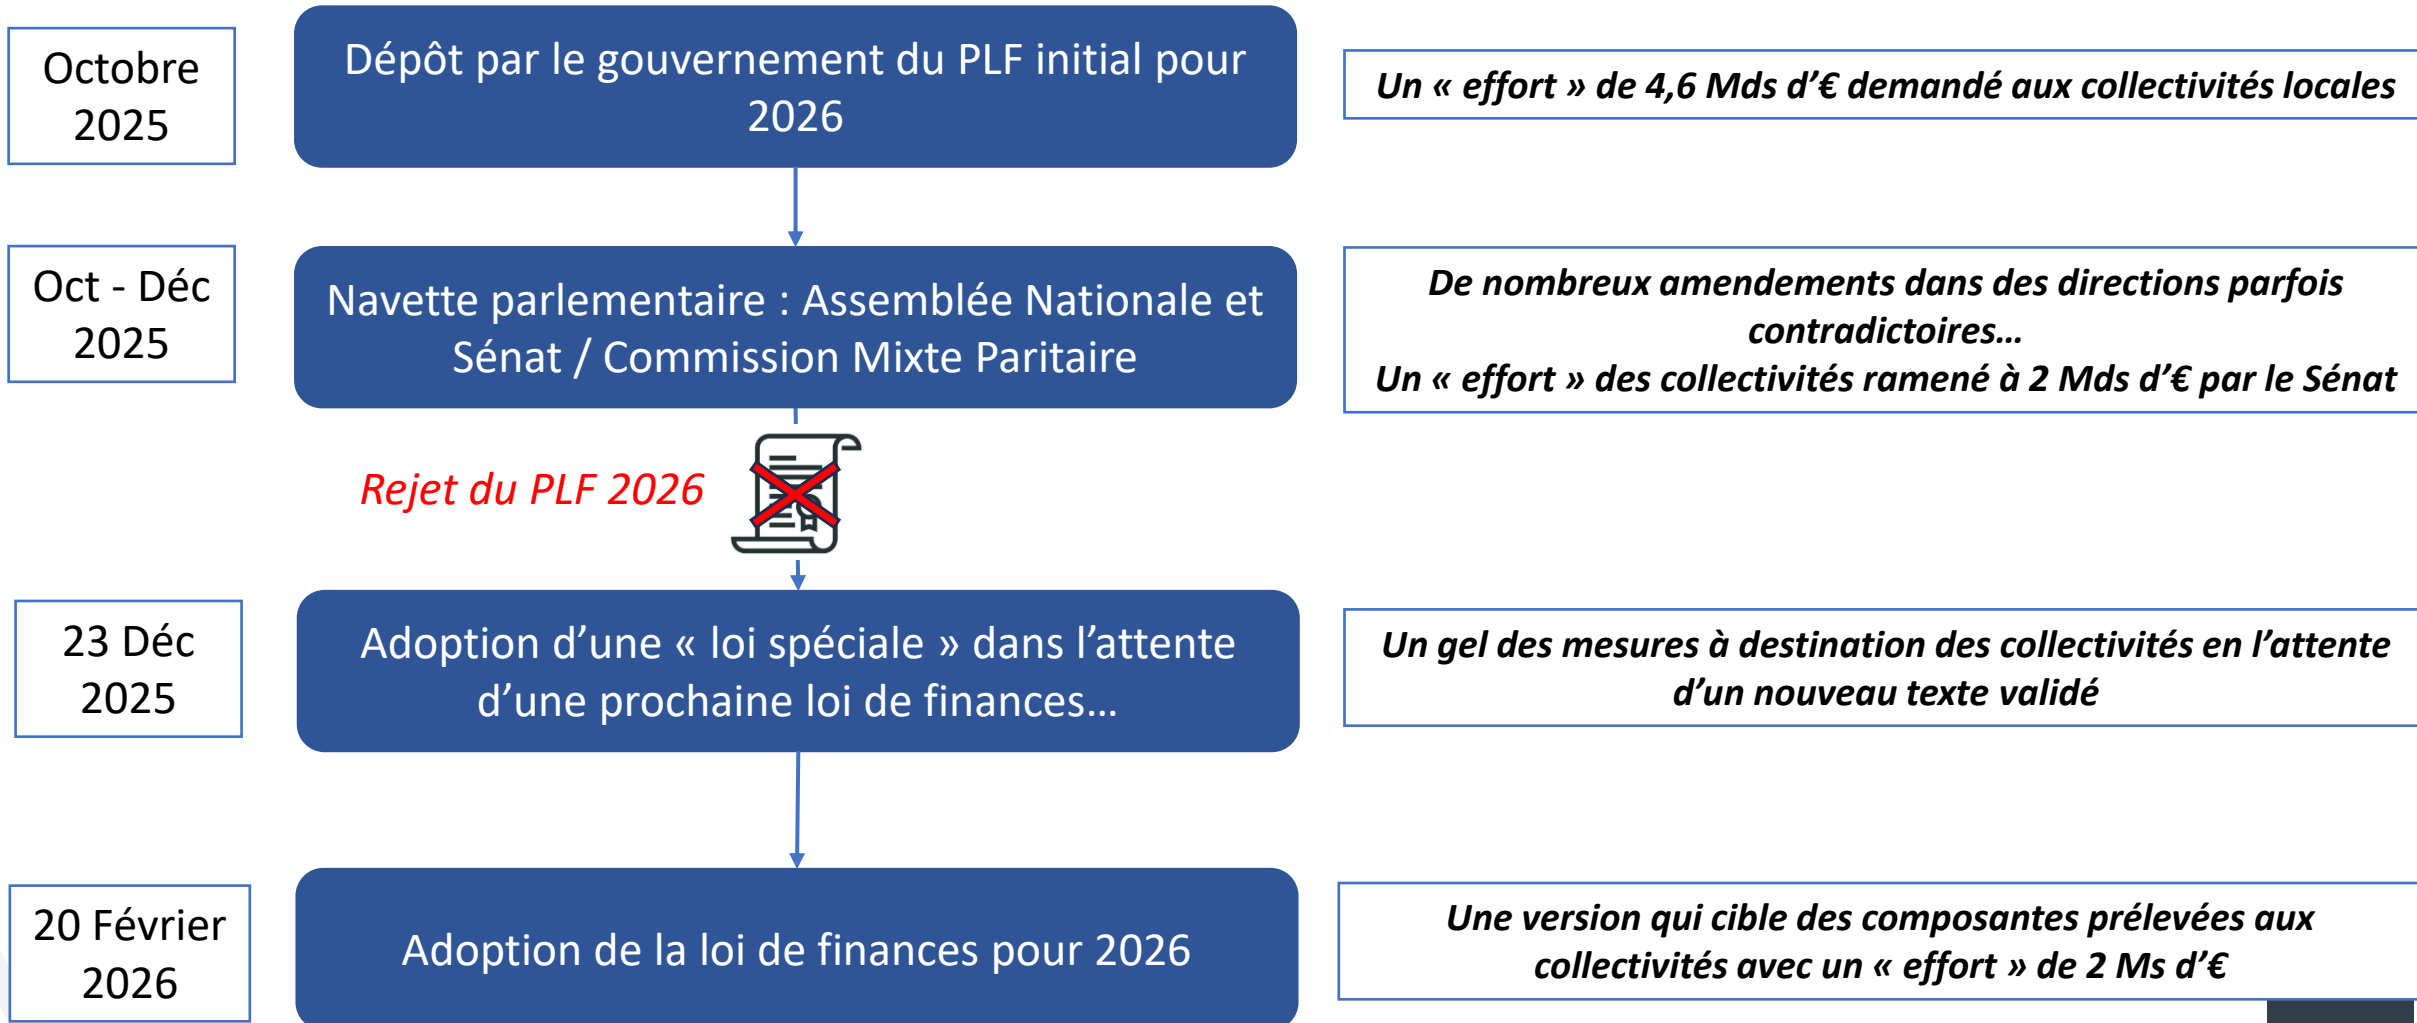 Octobre
2025
Dépôt par le gouvernement du PLF initial pour
2026
Un « effort » de 4,6 Mds d’€ demandé aux collectivités locales
Oct - Déc
2025
Navette parlementaire : Assemblée Nationale et
Sénat / Commission Mixte Paritaire
De nombreux amendements dans des directions parfois
contradictoires…
Un « effort » des collectivités ramené à 2 Mds d’€ par le Sénat
Rejet du PLF 2026
23 Déc
2025
Adoption d’une « loi spéciale » dans l’attente
d’une prochaine loi de finances…
Un gel des mesures à destination des collectivités en l’attente
d’un nouveau texte validé
20 Février
2026
Adoption de la loi de finances pour 2026
Une version qui cible des composantes prélevées aux
collectivités avec un « effort » de 2 Ms d’€